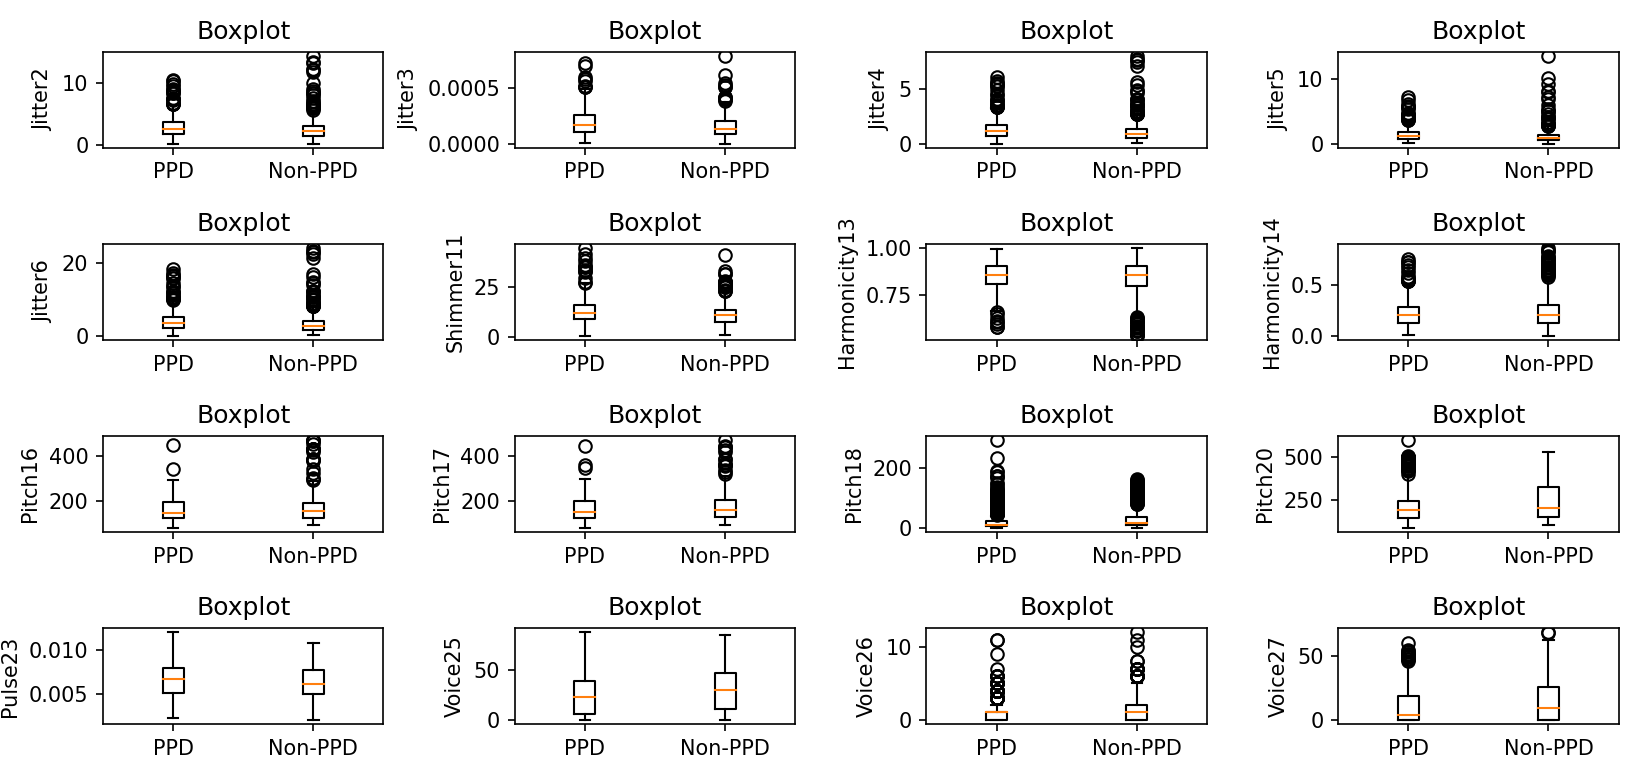 Boxplot Boxplot Boxplot Boxplot
Jitter2 Jitter3 Jitter4 Jitter5
10 0.0005 5 10
0 0.0000 0 0
PPD Non-PPD PPD Non-PPD PPD Non-PPD PPD Non-PPD
Boxplot Boxplot Boxplot Boxplot
Jitter6 Shimmer11 Harmonicity13 Harmonicity14
20 25 1.00 0.5
0 0 0.75 0.0
PPD Non-PPD PPD Non-PPD PPD Non-PPD PPD Non-PPD
Boxplot Boxplot Boxplot Boxplot
Pitch16 Pitch17 Pitch18 Pitch20
400 400 200 500
200 200 0 250
PPD Non-PPD PPD Non-PPD PPD Non-PPD PPD Non-PPD
Boxplot Boxplot Boxplot Boxplot
Pulse23 Voice25 Voice26 Voice27
0.010 50 10 50
0.005 0 0 0
PPD Non-PPD PPD Non-PPD PPD Non-PPD PPD Non-PPD